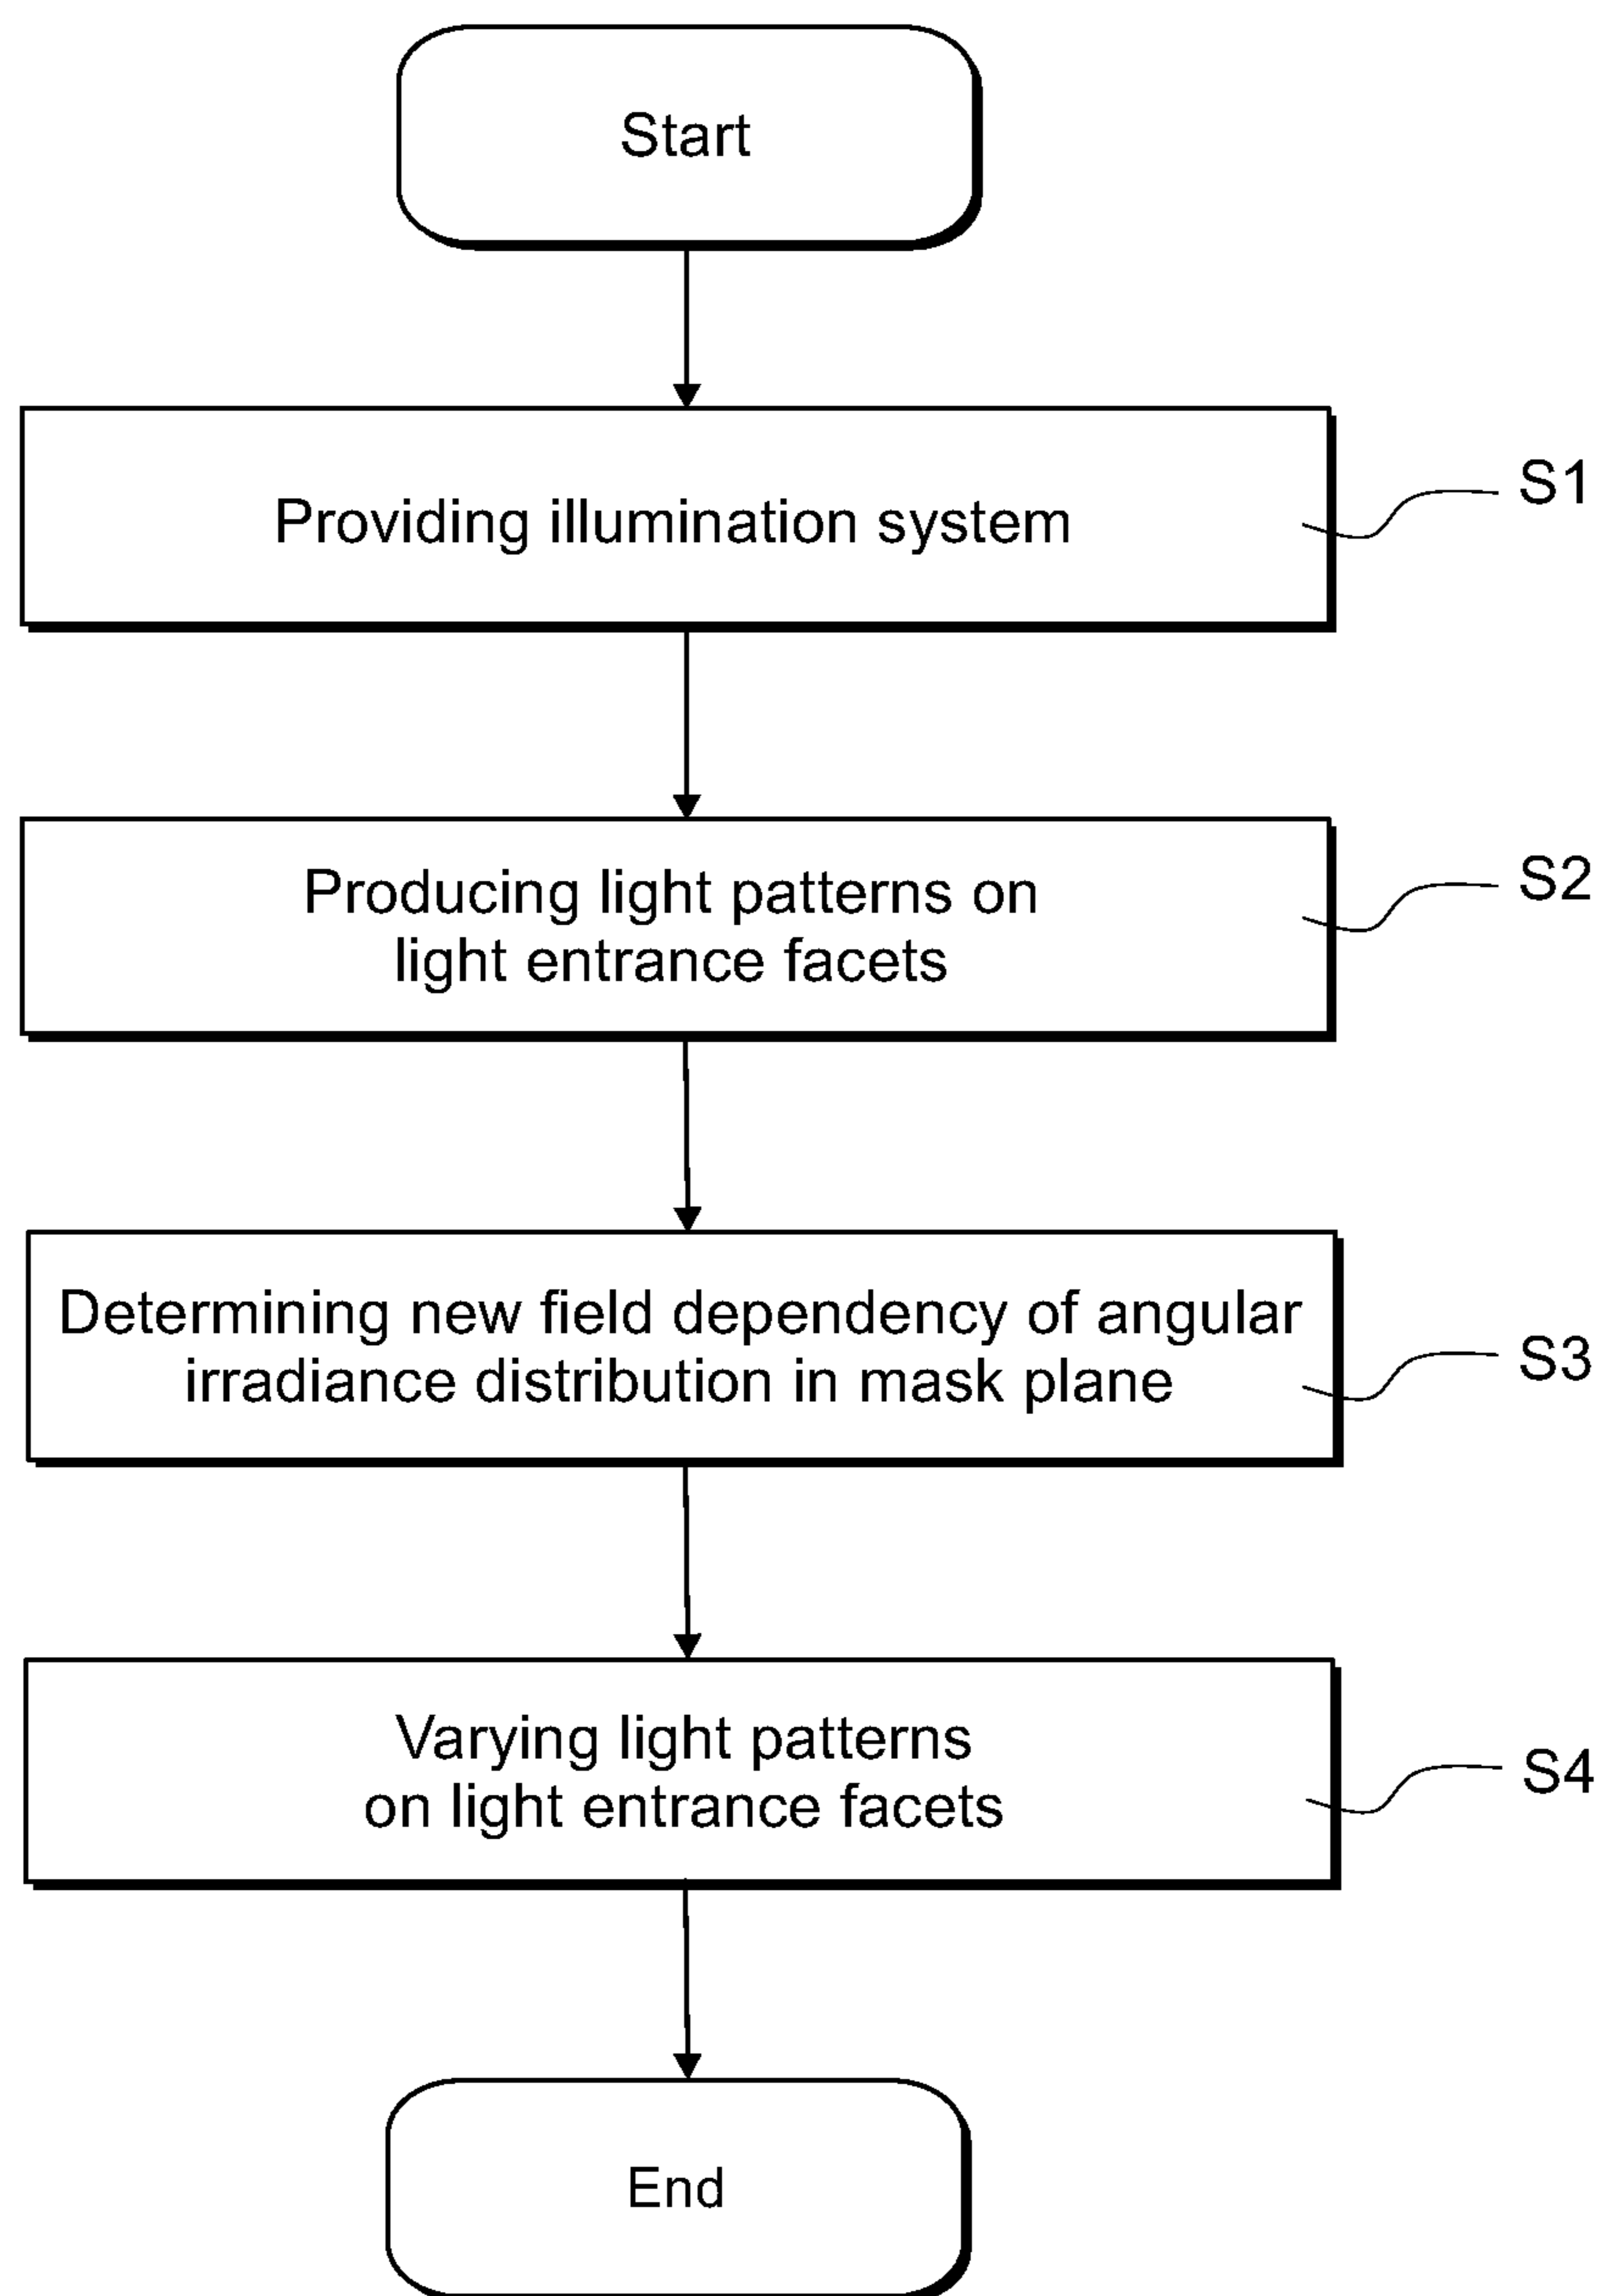 Start
Providing illumination system
S1
Producing light patterns on
light entrance facets
S2
Determining new field dependency of angular
irradiance distribution in mask plane
S3
Varying light patterns
on light entrance facets
S4
End